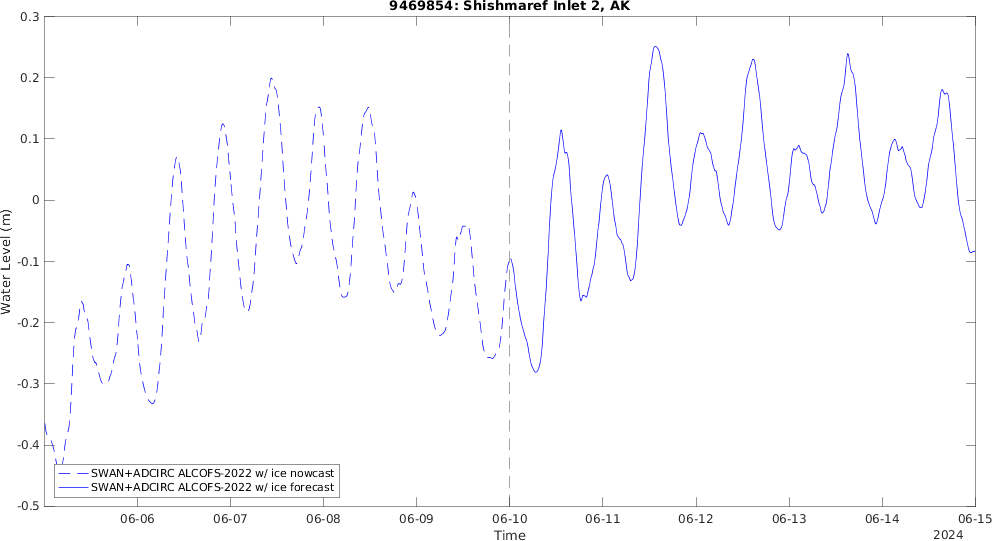 9469854: Shishmaref Inlet 2, AK
0.3
0.2
0.1
0
-0.1
-0.2
-0.3
-0.4
-0.5
Water Level (m)
SWAN+ADCIRC ALCOFS-2022 w/ ice nowcast
SWAN+ADCIRC ALCOFS-2022 w/ ice forecast
06-06 06-07 06-08 06-09 06-10 06-11 06-12 06-13 06-14 06-15
Time
2024